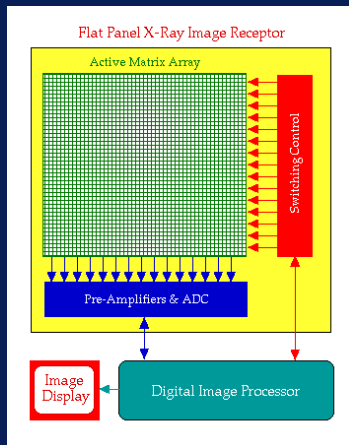 Flat Panel X-Ray Image Receptor
Active Matrix Array
Switching Control
Pre-Amplifiers & ADC
Image
Display
Digital Image Processor